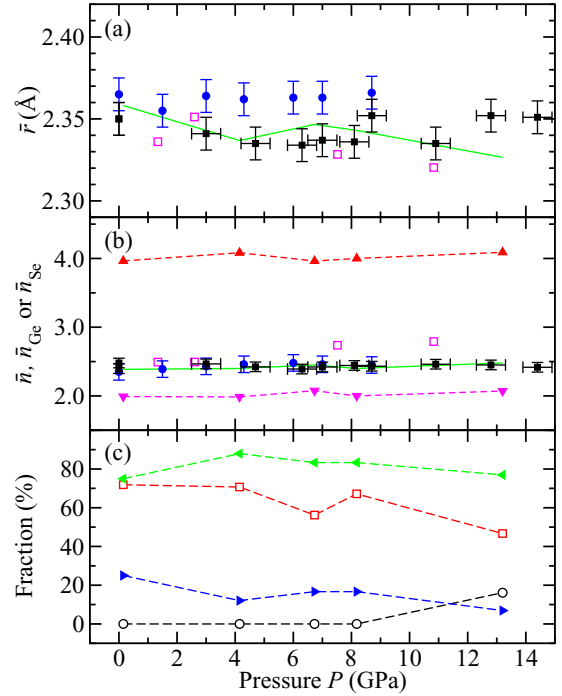 (a)
2.40
2.35
2.30
r̄ (Å)
(b)
4.0
3.0
2.0
n̄, n̄Ge or n̄Se
(c)
80
60
40
20
0
Fraction (%)
0 2 4 6 8 10 12 14
Pressure P (GPa)